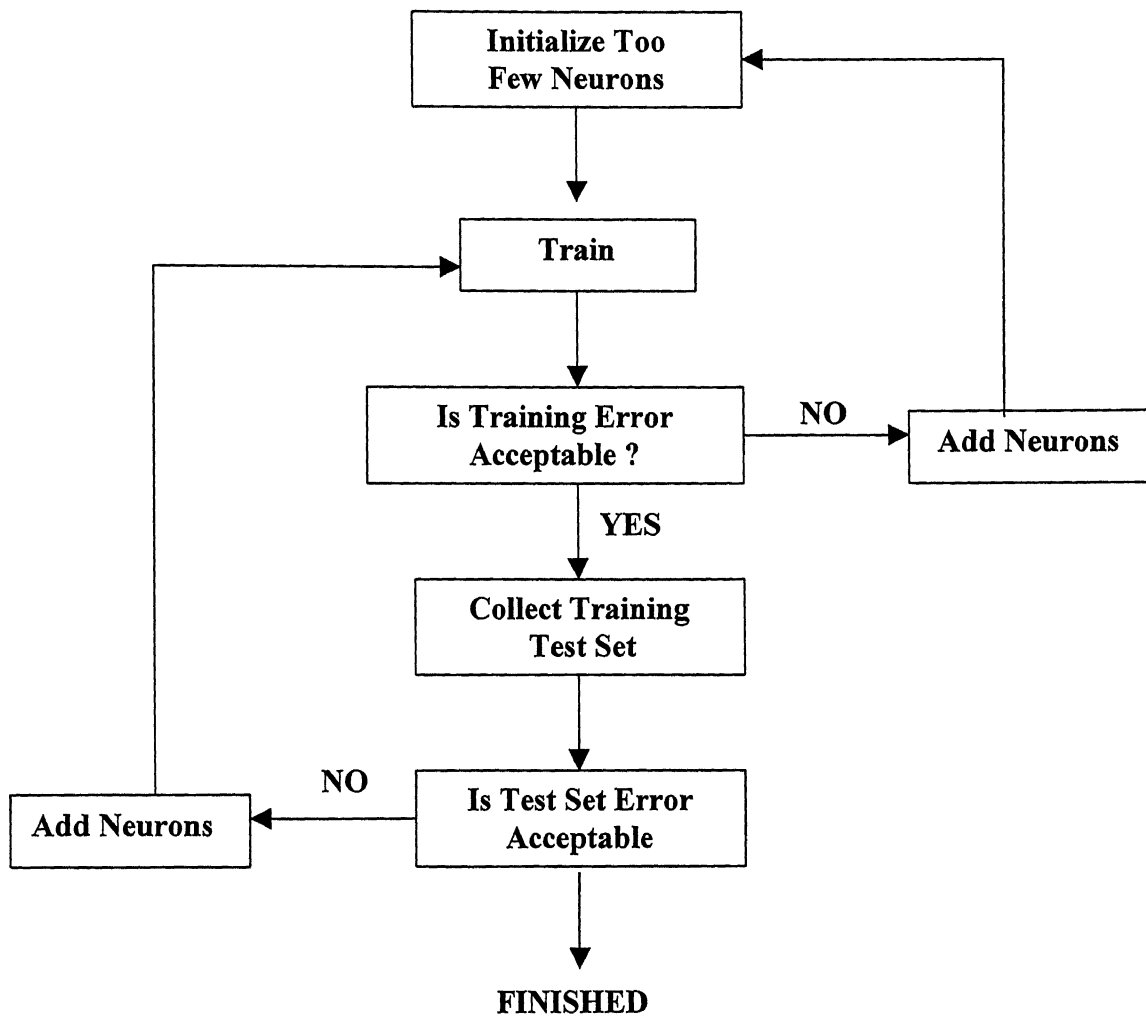 Initialize Too
Few Neurons
Train
Is Training Error
Acceptable ?
NO
Add Neurons
YES
Collect Training
Test Set
NO
Is Test Set Error
Acceptable
Add Neurons
FINISHED